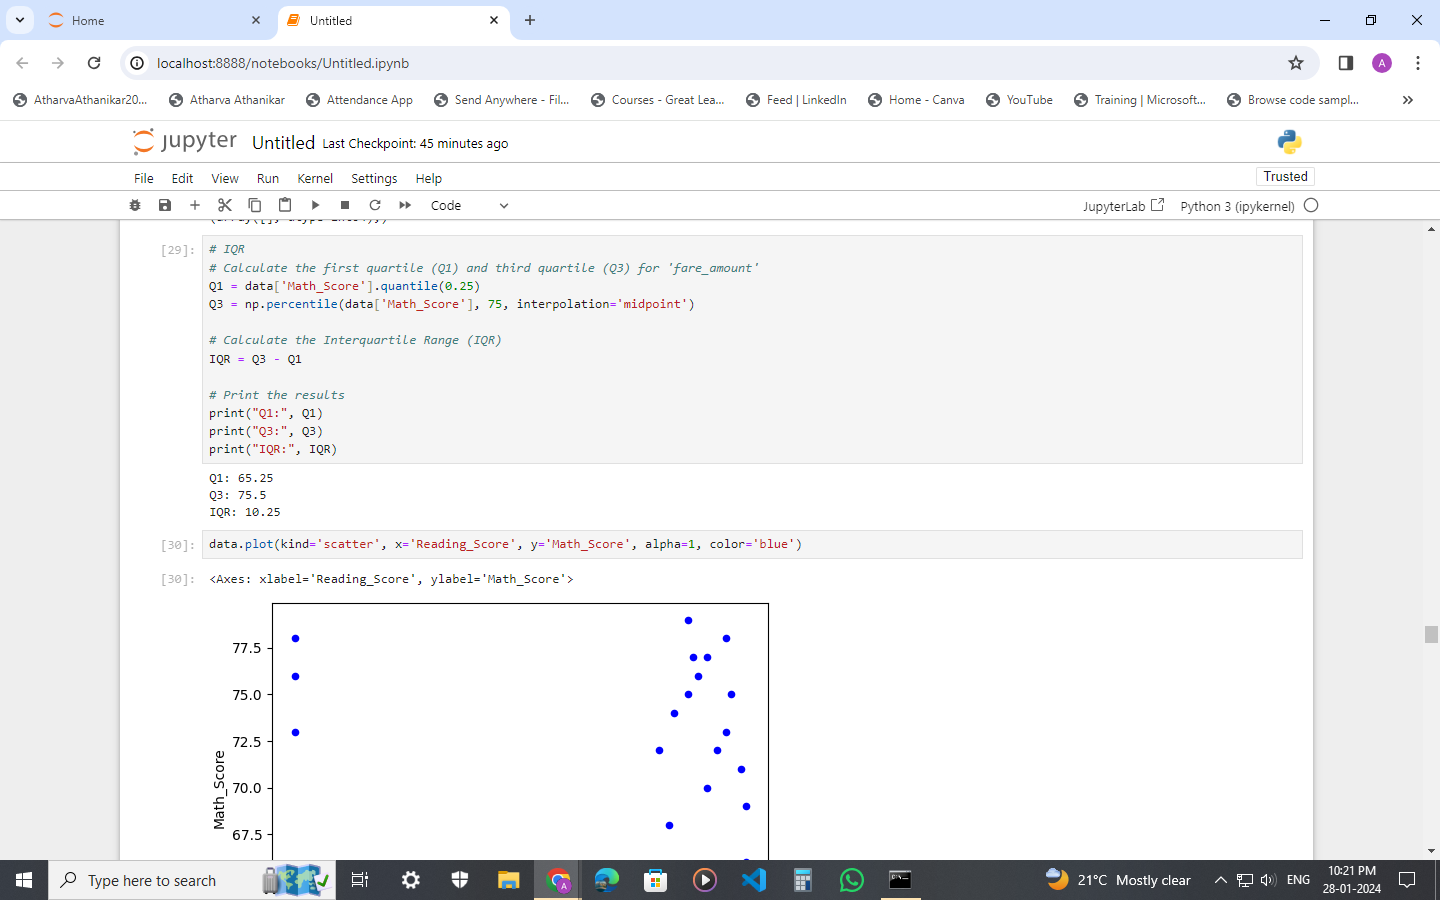 Home
Untitled
localhost:8888/notebooks/Untitled.ipynb
A
AtharvaAthanikar20...
Atharva Athanikar
Attendance App
Send Anywhere - Fil...
Courses - Great Lea...
Feed | LinkedIn
Home - Canva
YouTube
Training | Microsoft...
Browse code sampl...
jupyter
Untitled Last Checkpoint: 45 minutes ago
File Edit View Run Kernel Settings Help
Trusted
Code
JupyterLab
Python 3 (ipykernel)
[29]:
# IQR
# Calculate the first quartile (Q1) and third quartile (Q3) for 'fare_amount'
Q1 = data['Math_Score'].quantile(0.25)
Q3 = np.percentile(data['Math_Score'], 75, interpolation='midpoint')
# Calculate the Interquartile Range (IQR)
IQR = Q3 - Q1
# Print the results
print("Q1:", Q1)
print("Q3:", Q3)
print("IQR:", IQR)
Q1: 65.25
Q3: 75.5
IQR: 10.25
[30]:
data.plot(kind='scatter', x='Reading_Score', y='Math_Score', alpha=1, color='blue')
[30]:
<Axes: xlabel='Reading_Score', ylabel='Math_Score'>
77.5
75.0
72.5
70.0
67.5
Math_Score
Type here to search
A
21°C Mostly clear
ENG
10:21 PM
28-01-2024